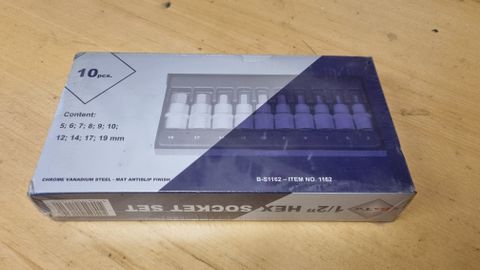 10 pcs.
Content:
5; 6; 7; 8; 9; 10;
12; 14; 17; 19 mm
CHROME VANADIUM STEEL - MAT ANTISLIP FINISH
B-S1162 – ITEM NO. 1162
1/2" HEX SOCKET SET